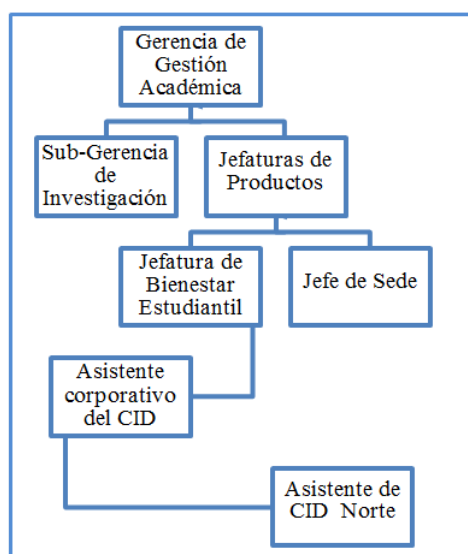 Gerencia de
Gestión
Académica
Sub-Gerencia
de
Investigación
Jefaturas de
Productos
Jefatura de
Bienestar
Estudiantil
Jefe de Sede
Asistente
corporativo
del CID
Asistente de
CID Norte